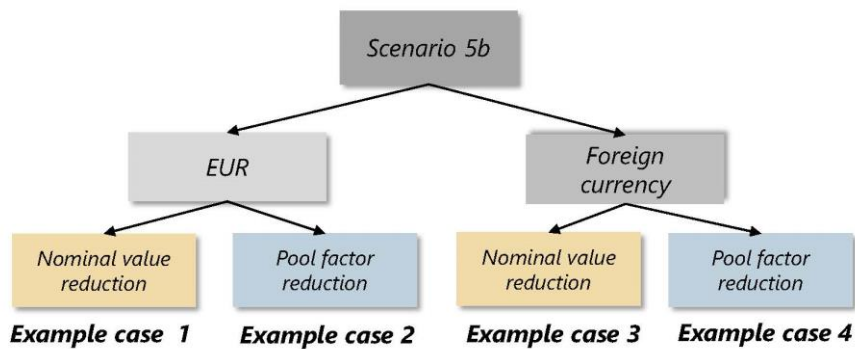 Scenario 5b
EUR
Foreign
currency
Nominal value
reduction
Pool factor
reduction
Nominal value
reduction
Pool factor
reduction
Example case 1
Example case 2
Example case 3
Example case 4